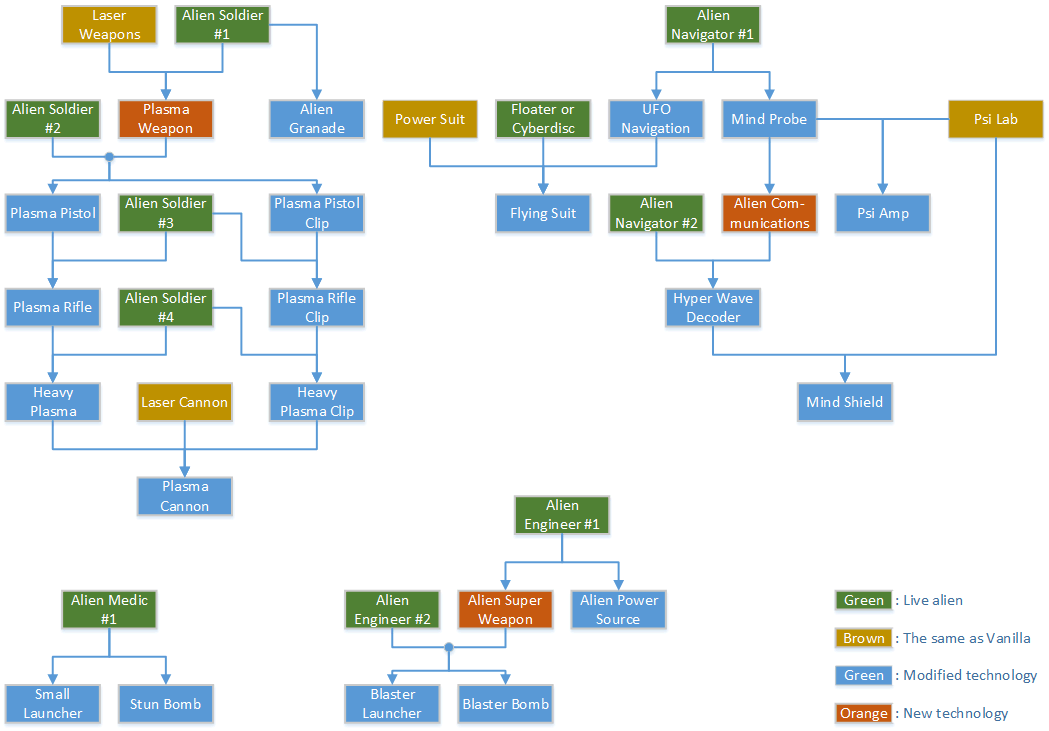 Laser
Weapons
Alien Soldier
#1
Alien
Navigator #1
Alien Soldier
#2
Plasma
Weapon
Alien
Granade
Power Suit
Floater or
Cyberdisc
UFO
Navigation
Mind Probe
Psi Lab
Plasma Pistol
Alien Soldier
#3
Plasma Pistol
Clip
Flying Suit
Alien
Navigator #2
Alien Com-
munications
Psi Amp
Plasma Rifle
Alien Soldier
#4
Plasma Rifle
Clip
Hyper Wave
Decoder
Heavy
Plasma
Laser Cannon
Heavy
Plasma Clip
Mind Shield
Plasma
Cannon
Alien
Engineer #1
Alien Medic
#1
Alien
Engineer #2
Alien Super
Weapon
Alien Power
Source
Small
Launcher
Stun Bomb
Blaster
Launcher
Blaster Bomb
Green : Live alien
Brown : The same as Vanilla
Green : Modified technology
Orange : New technology